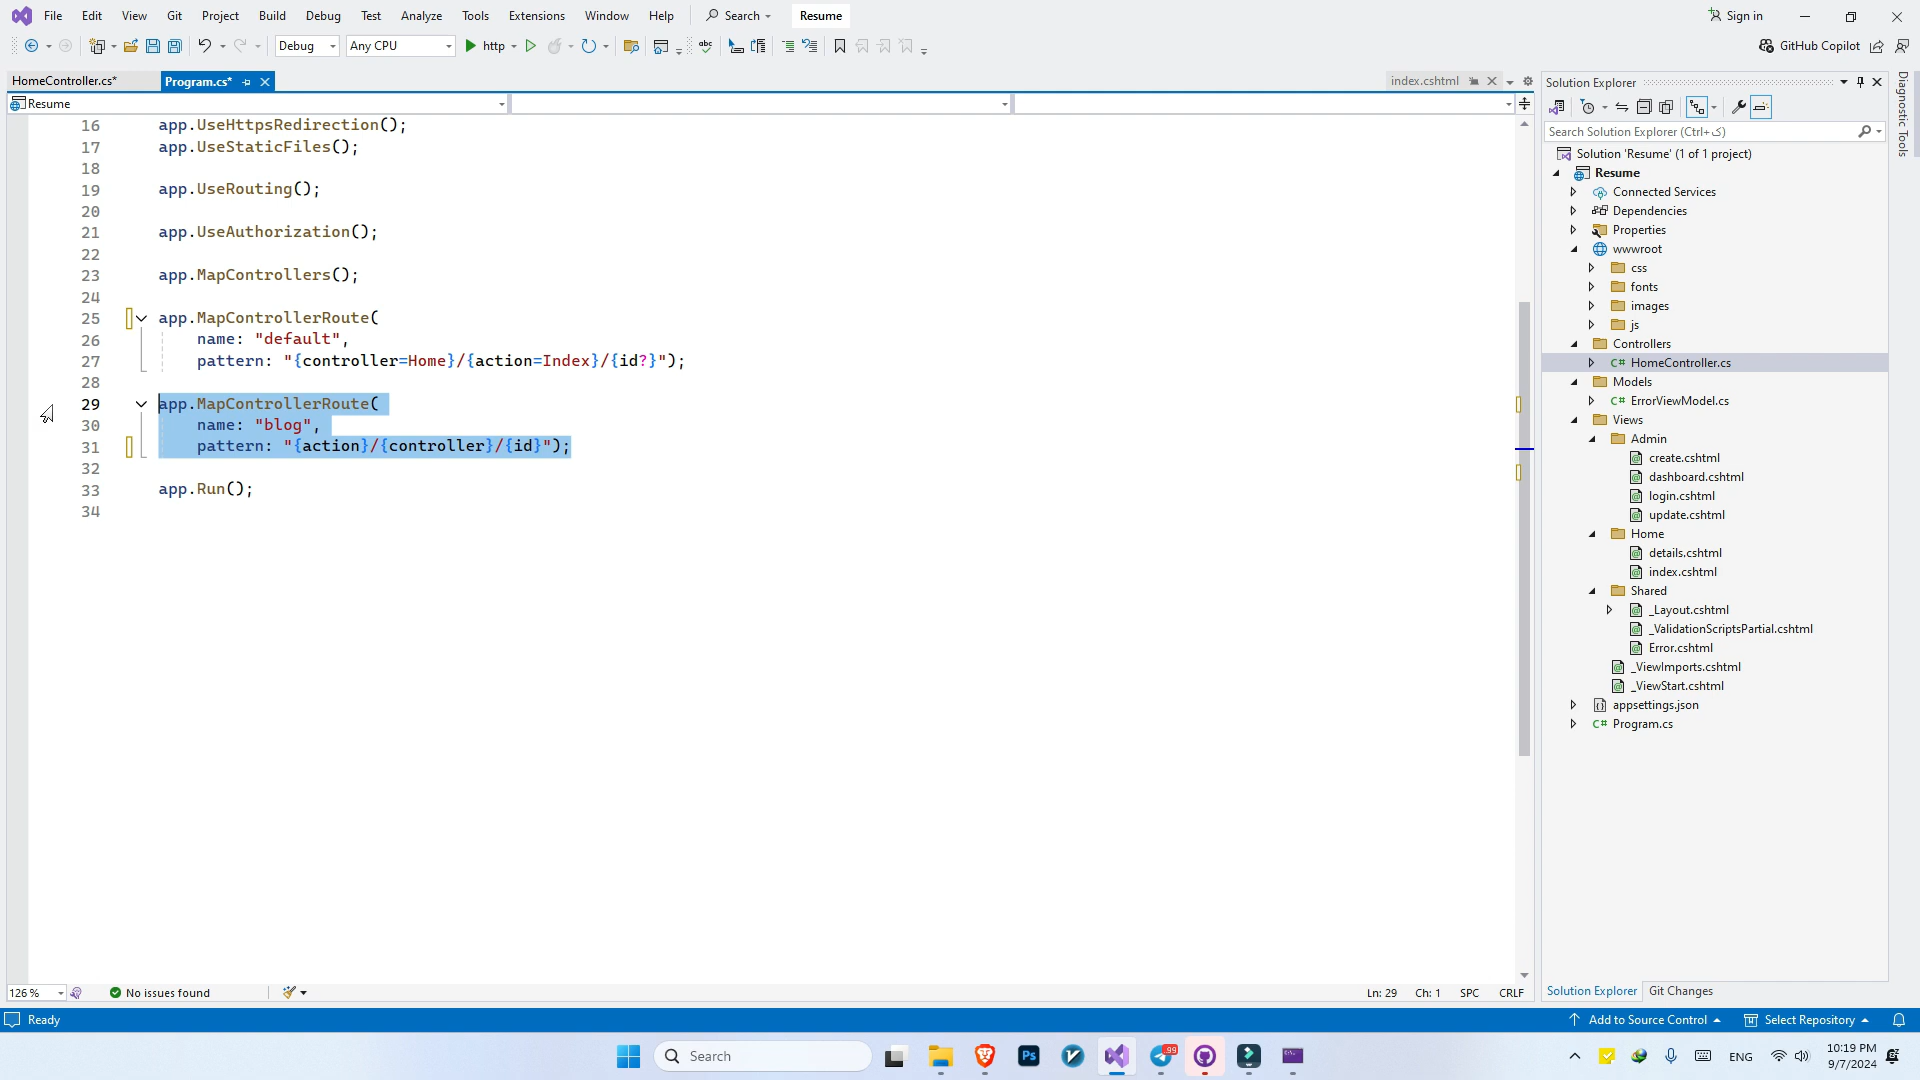 File Edit View Git Project Build Debug Test Analyze Tools Extensions Window Help Search Resume Sign in
Debug Any CPU http GitHub Copilot
HomeController.cs* Program.cs* index.cshtml
Resume
16 app.UseHttpsRedirection();
17 app.UseStaticFiles();
18
19 app.UseRouting();
20
21 app.UseAuthorization();
22
23 app.MapControllers();
24
25 app.MapControllerRoute(
26 name: "default",
27 pattern: "{controller=Home}/{action=Index}/{id?}");
28
29 app.MapControllerRoute(
30 name: "blog",
31 pattern: "{action}/{controller}/{id}");
32
33 app.Run();
34
126 % No issues found Ln: 29 Ch: 1 SPC CRLF
Solution Explorer
Search Solution Explorer (Ctrl+ک)
Solution 'Resume' (1 of 1 project)
Resume
Connected Services
Dependencies
Properties
wwwroot
css
fonts
images
js
Controllers
C# HomeController.cs
Models
C# ErrorViewModel.cs
Views
Admin
create.cshtml
dashboard.cshtml
login.cshtml
update.cshtml
Home
details.cshtml
index.cshtml
Shared
_Layout.cshtml
_ValidationScriptsPartial.cshtml
Error.cshtml
_ViewImports.cshtml
_ViewStart.cshtml
appsettings.json
C# Program.cs
Solution Explorer Git Changes
Diagnostic Tools
Ready Add to Source Control Select Repository
Search Ps 99 ENG 10:19 PM
9/7/2024